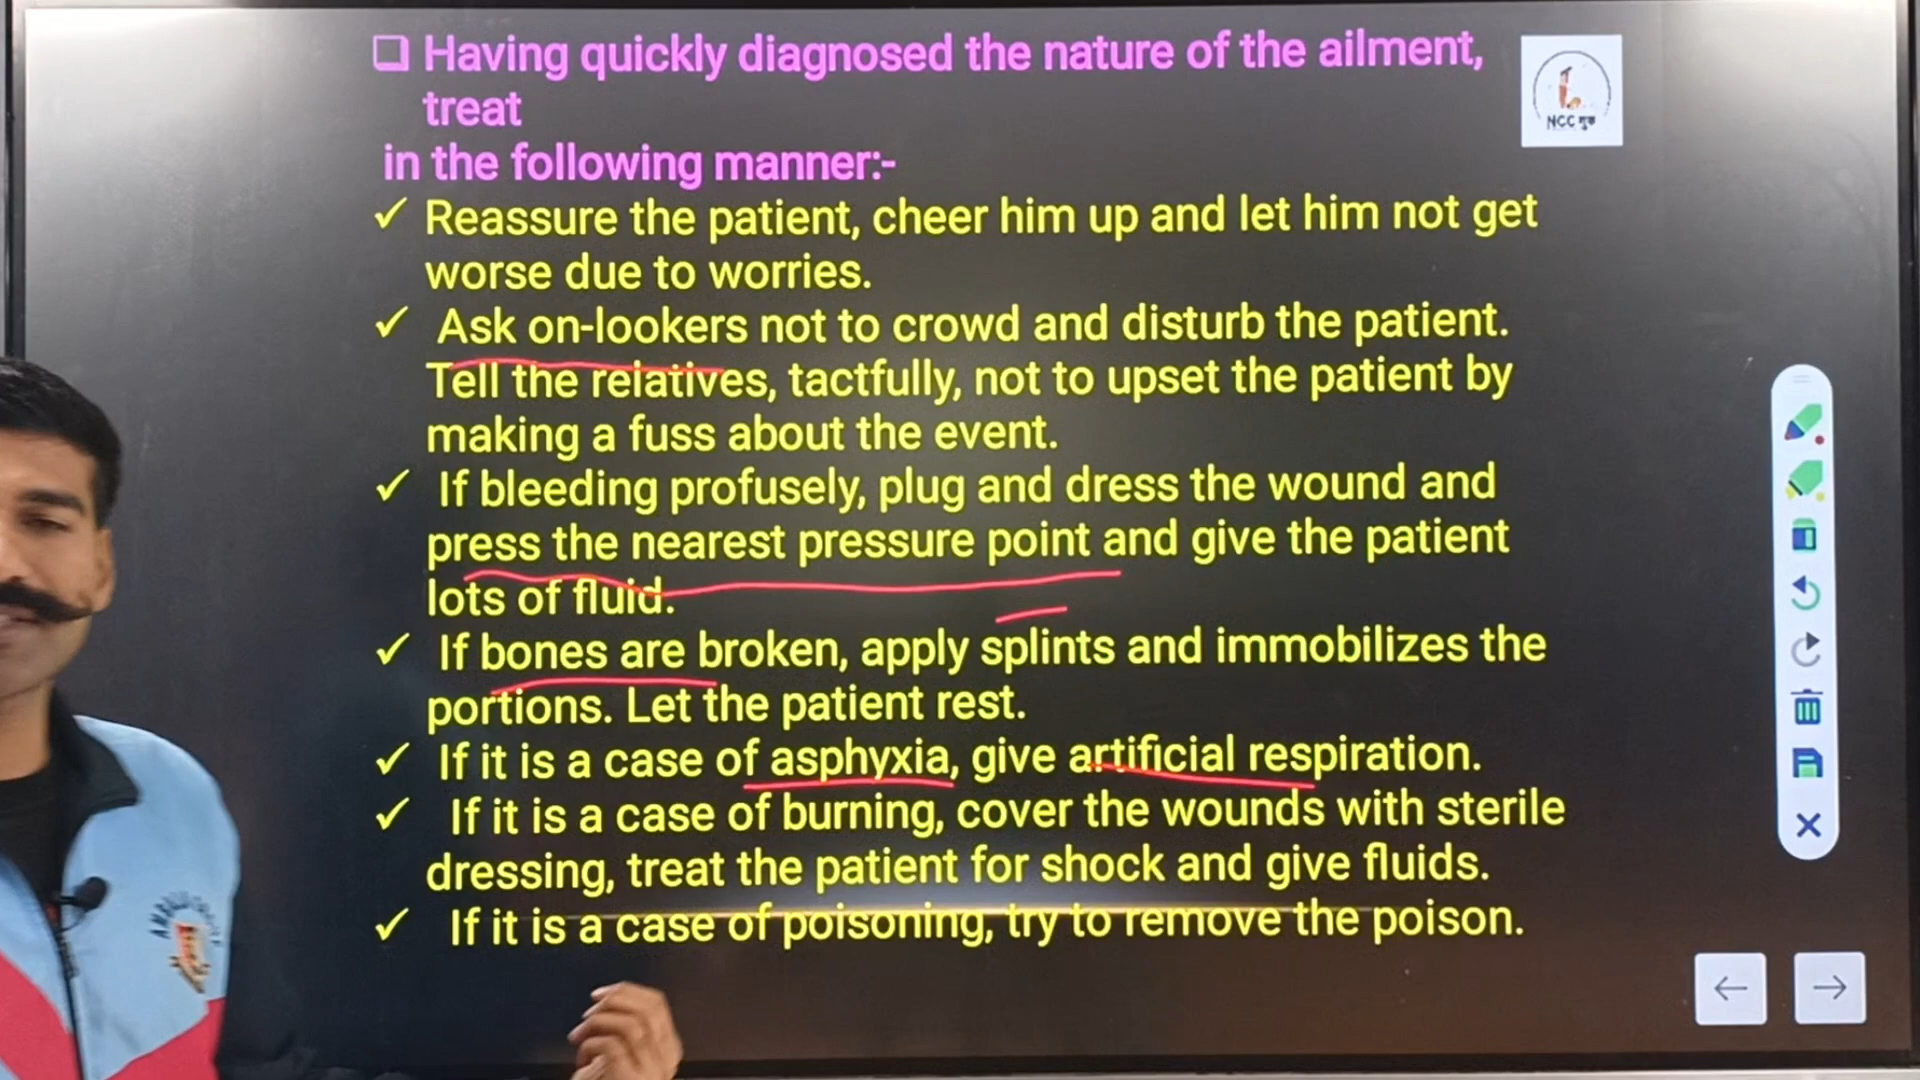 Having quickly diagnosed the nature of the ailment,
treat
in the following manner:-
Reassure the patient, cheer him up and let him not get
worse due to worries.
Ask on-lookers not to crowd and disturb the patient.
Tell the relatives, tactfully, not to upset the patient by
making a fuss about the event.
If bleeding profusely, plug and dress the wound and
press the nearest pressure point and give the patient
lots of fluid.
If bones are broken, apply splints and immobilizes the
portions. Let the patient rest.
If it is a case of asphyxia, give artificial respiration.
If it is a case of burning, cover the wounds with sterile
dressing, treat the patient for shock and give fluids.
If it is a case of poisoning, try to remove the poison.
NCC गुरु